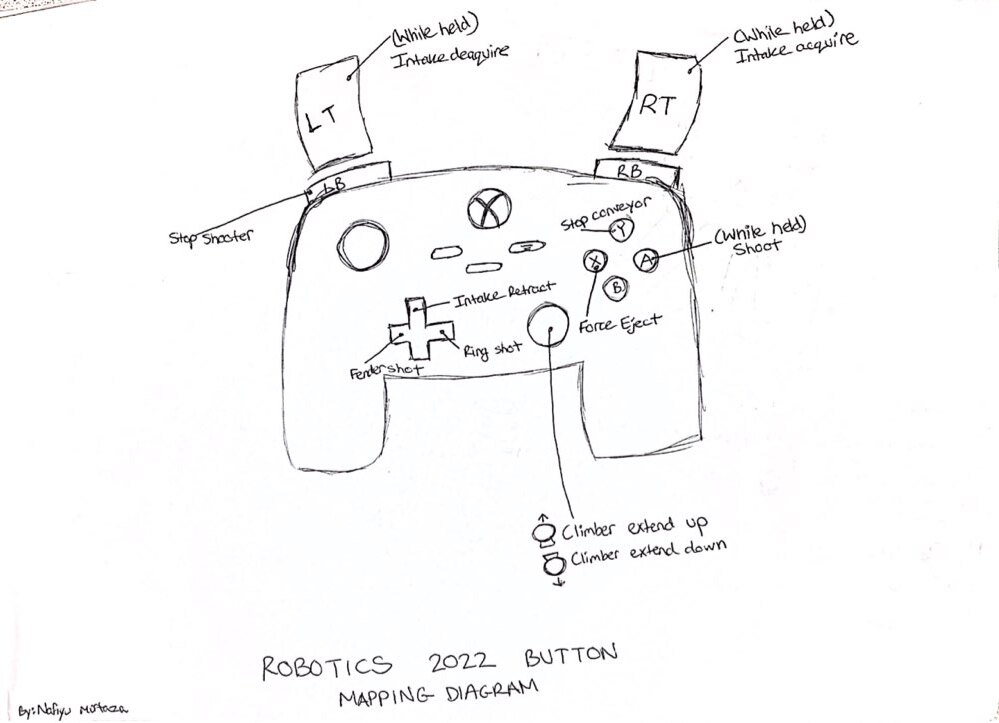 (While held)
Intake deaquire
(While held)
Intake acquire
LT
RT
LB
RB
Stop Shooter
X
Stop conveyor
Y
(While held)
Shoot
X
A
B
Intake Retract
Force Eject
Ring shot
Fender shot
Climber extend up
Climber extend down
ROBOTICS 2022 BUTTON
MAPPING DIAGRAM
By: Nafiyu